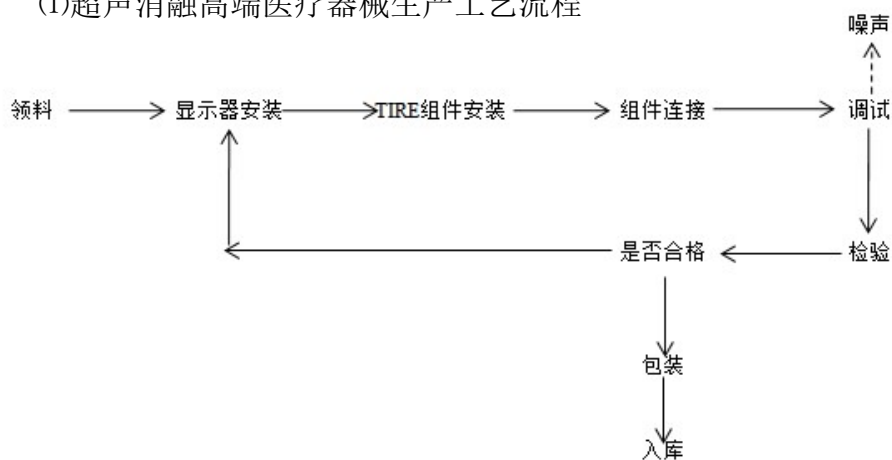 ⑴超声消融高端医疗器械生产工艺流程
噪声
领料 显示器安装 TIRE组件安装 组件连接 调试
是否合格 检验
包装
入库